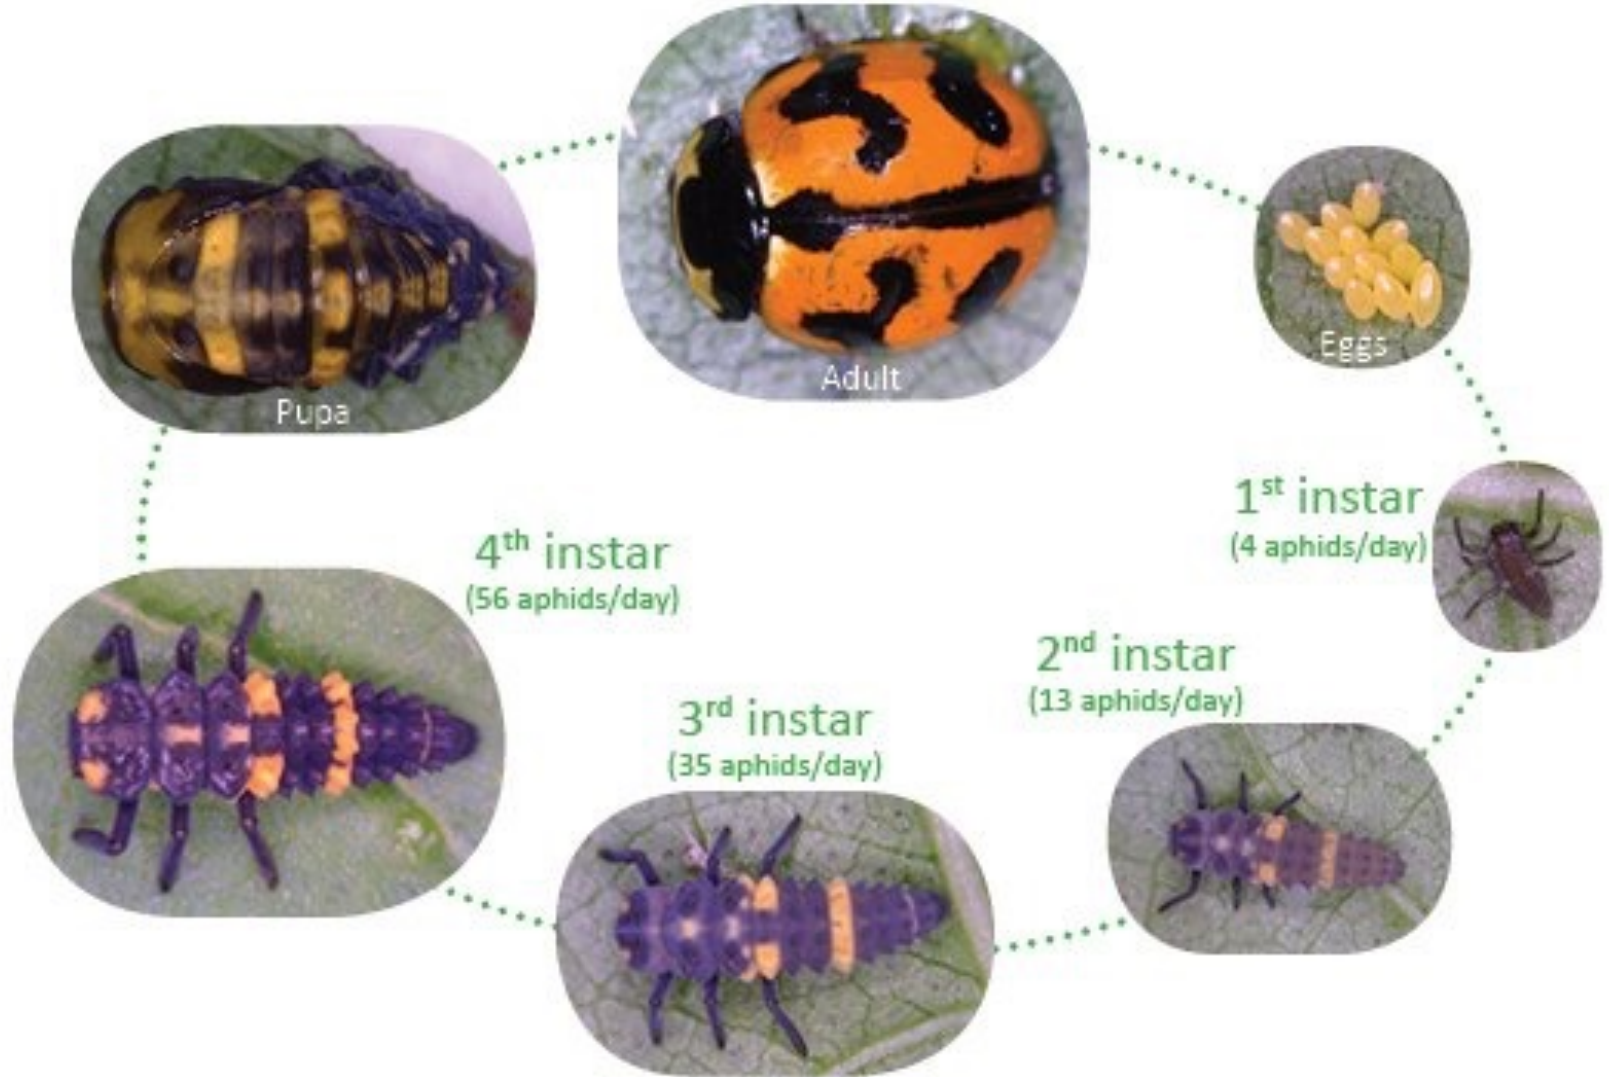 Adult
Eggs
Pupa
1st instar
(4 aphids/day)
2nd instar
(13 aphids/day)
3rd instar
(35 aphids/day)
4th instar
(56 aphids/day)